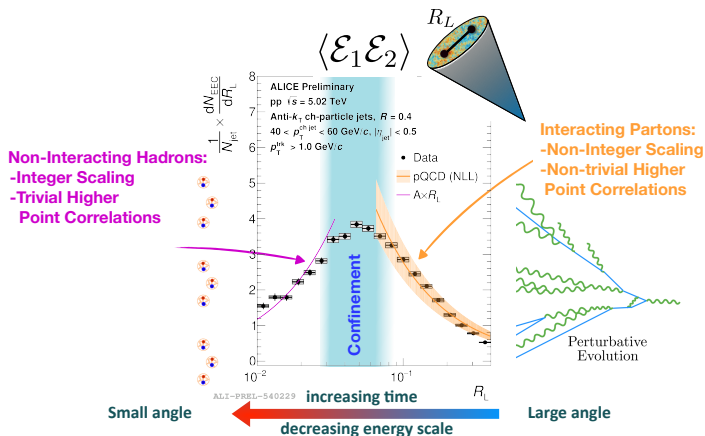 ⟨ℰ₁ℰ₂⟩
R_L
1/N_jet × dN_EEC/dR_L
8
7
6
5
4
3
2
1
0
ALICE Preliminary
pp √s = 5.02 TeV
Anti-k_T ch-particle jets, R = 0.4
40 < p_T^ch jet < 60 GeV/c, |η_jet| < 0.5
p_T^trk > 1.0 GeV/c
Data
pQCD (NLL)
A×R_L
Non-Interacting Hadrons:
-Integer Scaling
-Trivial Higher
Point Correlations
Interacting Partons:
-Non-Integer Scaling
-Non-trivial Higher
Point Correlations
Confinement
Perturbative
Evolution
10⁻²
10⁻¹
R_L
ALI-PREL-540229
increasing time
Small angle
Large angle
decreasing energy scale